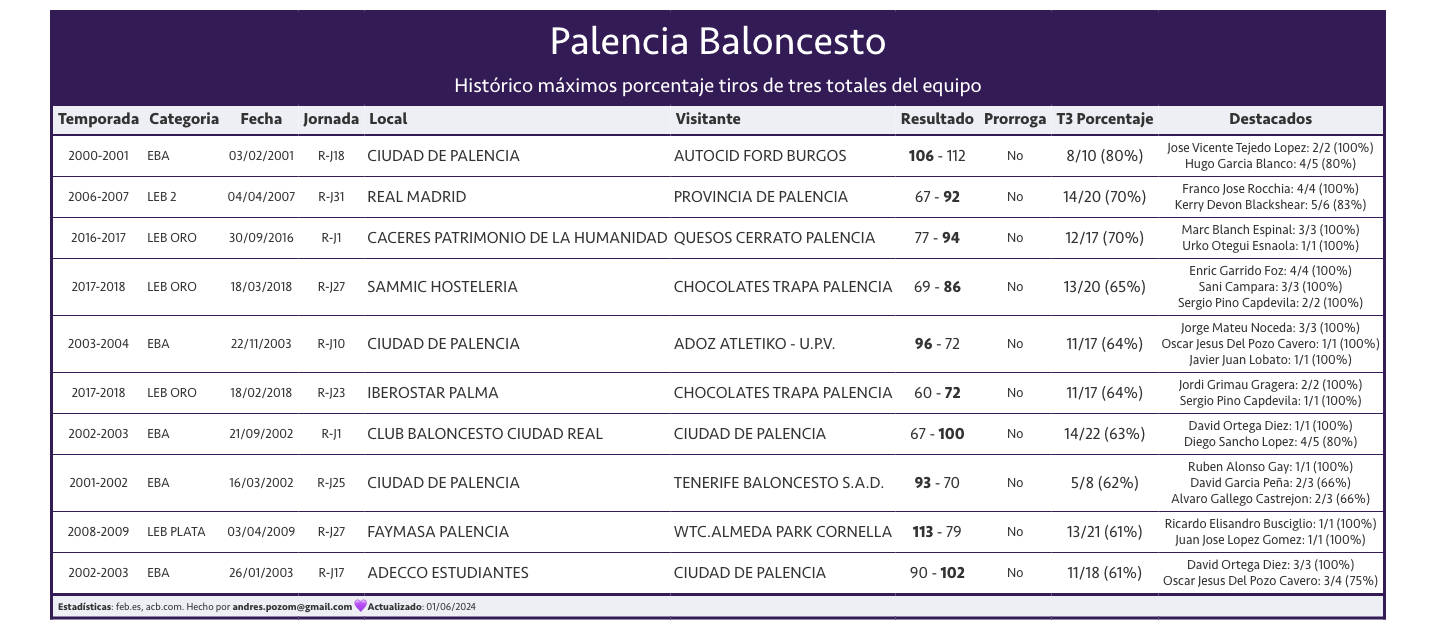 Palencia Baloncesto
Histórico máximos porcentaje tiros de tres totales del equipo
Temporada Categoria Fecha Jornada Local Visitante Resultado Prorroga T3 Porcentaje Destacados
2000-2001 EBA 03/02/2001 R-J18 CIUDAD DE PALENCIA AUTOCID FORD BURGOS 106 - 112 No 8/10 (80%) Jose Vicente Tejedo Lopez: 2/2 (100%)
Hugo Garcia Blanco: 4/5 (80%)
2006-2007 LEB 2 04/04/2007 R-J31 REAL MADRID PROVINCIA DE PALENCIA 67 - 92 No 14/20 (70%) Franco Jose Rocchia: 4/4 (100%)
Kerry Devon Blackshear: 5/6 (83%)
2016-2017 LEB ORO 30/09/2016 R-J1 CACERES PATRIMONIO DE LA HUMANIDAD QUESOS CERRATO PALENCIA 77 - 94 No 12/17 (70%) Marc Blanch Espinal: 3/3 (100%)
Urko Otegui Esnaola: 1/1 (100%)
2017-2018 LEB ORO 18/03/2018 R-J27 SAMMIC HOSTELERIA CHOCOLATES TRAPA PALENCIA 69 - 86 No 13/20 (65%) Enric Garrido Foz: 4/4 (100%)
Sani Campara: 3/3 (100%)
Sergio Pino Capdevila: 2/2 (100%)
2003-2004 EBA 22/11/2003 R-J10 CIUDAD DE PALENCIA ADOZ ATLETIKO - U.P.V. 96 - 72 No 11/17 (64%) Jorge Mateu Noceda: 3/3 (100%)
Oscar Jesus Del Pozo Cavero: 1/1 (100%)
Javier Juan Lobato: 1/1 (100%)
2017-2018 LEB ORO 18/02/2018 R-J23 IBEROSTAR PALMA CHOCOLATES TRAPA PALENCIA 60 - 72 No 11/17 (64%) Jordi Grimau Gragera: 2/2 (100%)
Sergio Pino Capdevila: 1/1 (100%)
2002-2003 EBA 21/09/2002 R-J1 CLUB BALONCESTO CIUDAD REAL CIUDAD DE PALENCIA 67 - 100 No 14/22 (63%) David Ortega Diez: 1/1 (100%)
Diego Sancho Lopez: 4/5 (80%)
2001-2002 EBA 16/03/2002 R-J25 CIUDAD DE PALENCIA TENERIFE BALONCESTO S.A.D. 93 - 70 No 5/8 (62%) Ruben Alonso Gay: 1/1 (100%)
David Garcia Peña: 2/3 (66%)
Alvaro Gallego Castrejon: 2/3 (66%)
2008-2009 LEB PLATA 03/04/2009 R-J27 FAYMASA PALENCIA WTC.ALMEDA PARK CORNELLA 113 - 79 No 13/21 (61%) Ricardo Elisandro Busciglio: 1/1 (100%)
Juan Jose Lopez Gomez: 1/1 (100%)
2002-2003 EBA 26/01/2003 R-J17 ADECCO ESTUDIANTES CIUDAD DE PALENCIA 90 - 102 No 11/18 (61%) David Ortega Diez: 3/3 (100%)
Oscar Jesus Del Pozo Cavero: 3/4 (75%)
Estadísticas: feb.es, acb.com. Hecho por andres.pozom@gmail.com 💜Actualizado: 01/06/2024